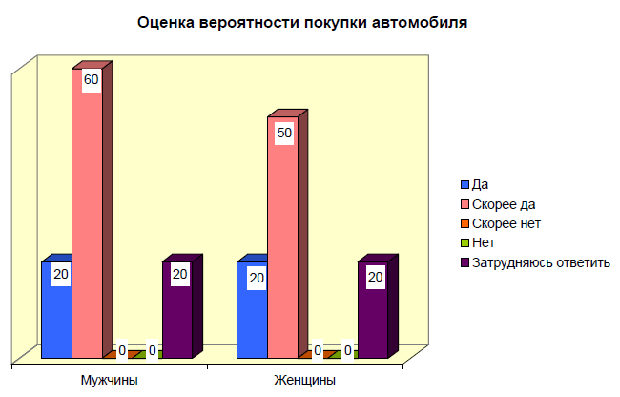 Оценка вероятности покупки автомобиля
60
50
20
20
20
20
0
0
0
0
Мужчины
Женщины
Да
Скорее да
Скорее нет
Нет
Затрудняюсь ответить